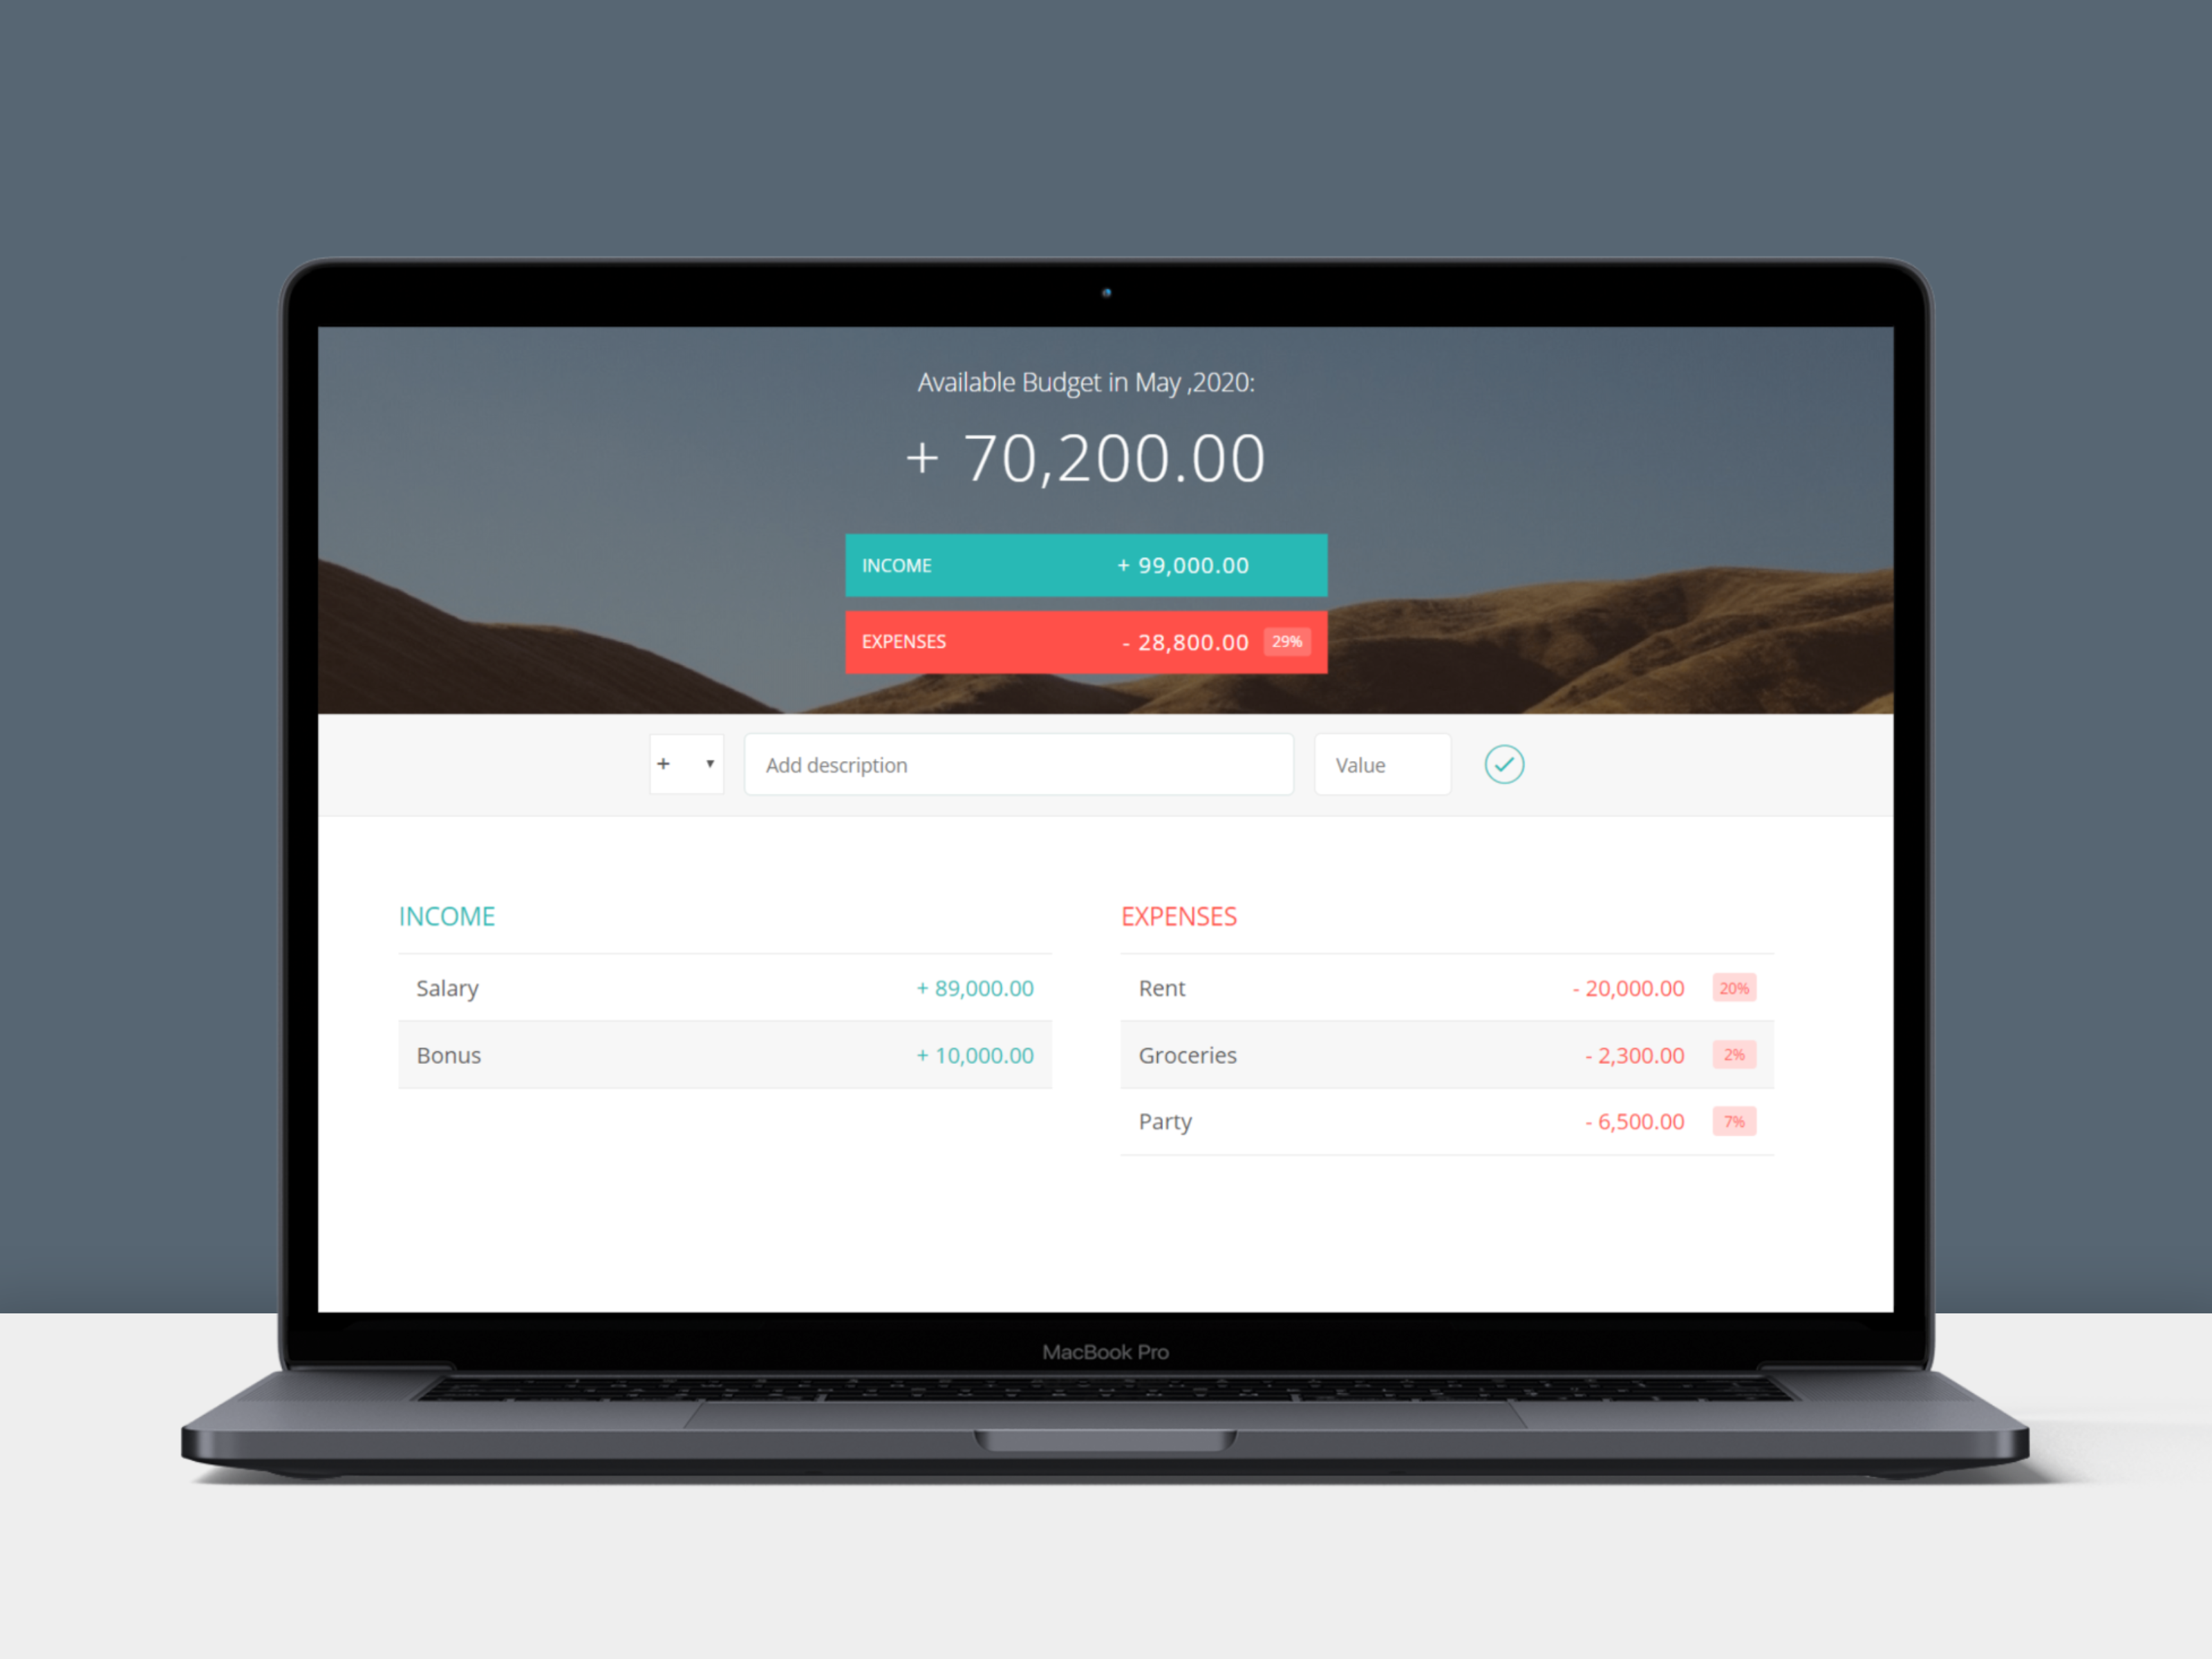 Available Budget in May ,2020:
+ 70,200.00
INCOME + 99,000.00
EXPENSES - 28,800.00 29%
+ ▼ Add description Value
INCOME
Salary + 89,000.00
Bonus + 10,000.00
EXPENSES
Rent - 20,000.00 20%
Groceries - 2,300.00 2%
Party - 6,500.00 7%
MacBook Pro